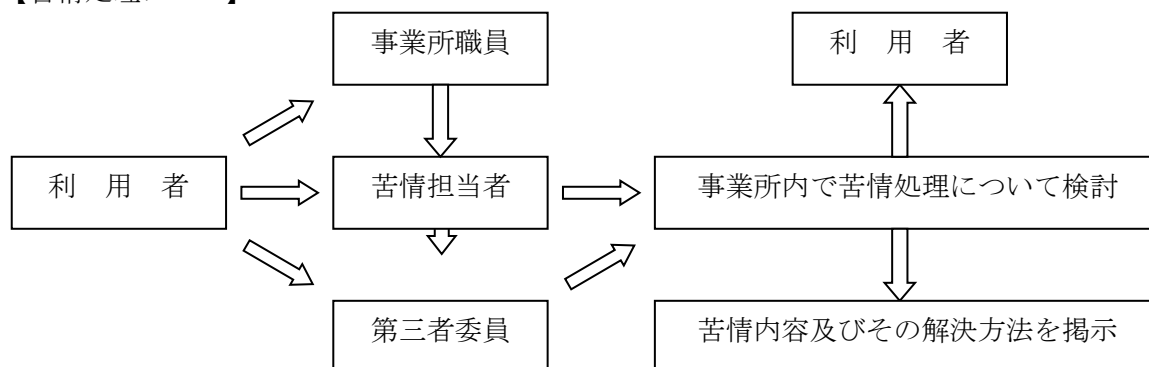 事業所職員
利 用 者
利 用 者
苦情担当者
事業所内で苦情処理について検討
第三者委員
苦情内容及びその解決方法を掲示